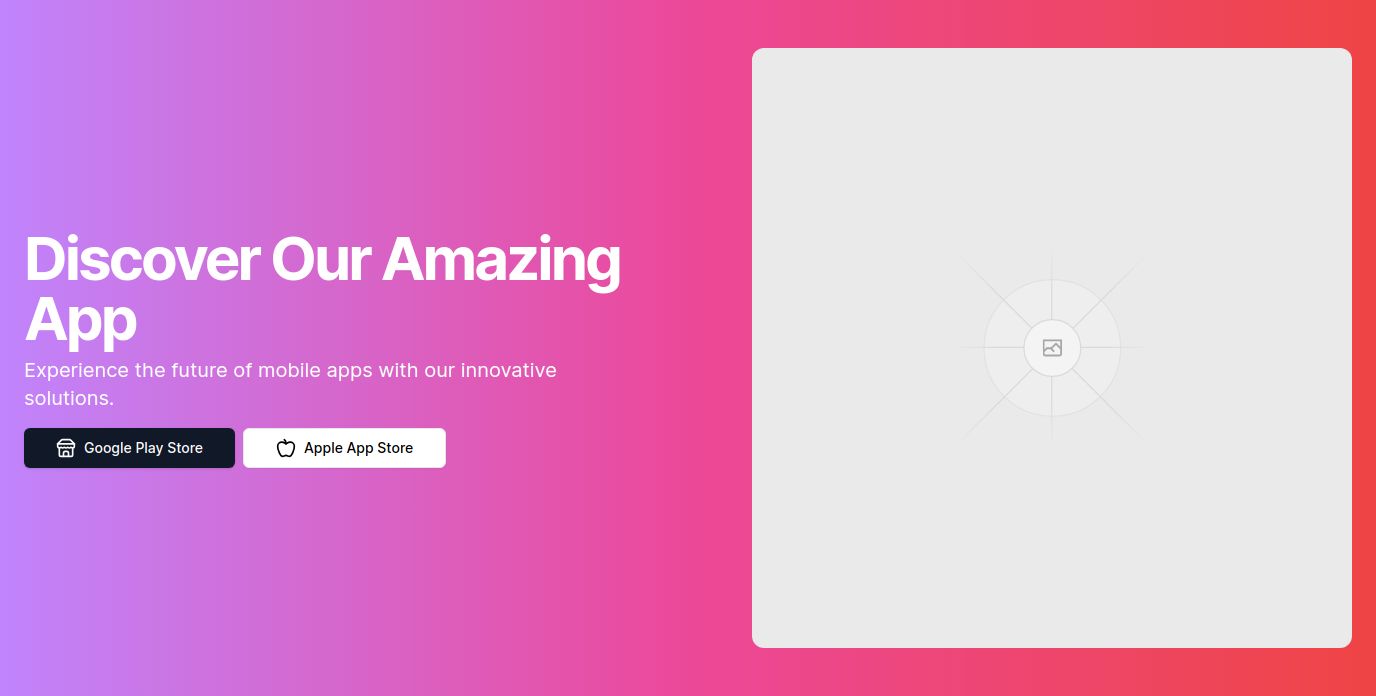 Discover Our Amazing
App
Experience the future of mobile apps with our innovative
solutions.
Google Play Store
Apple App Store